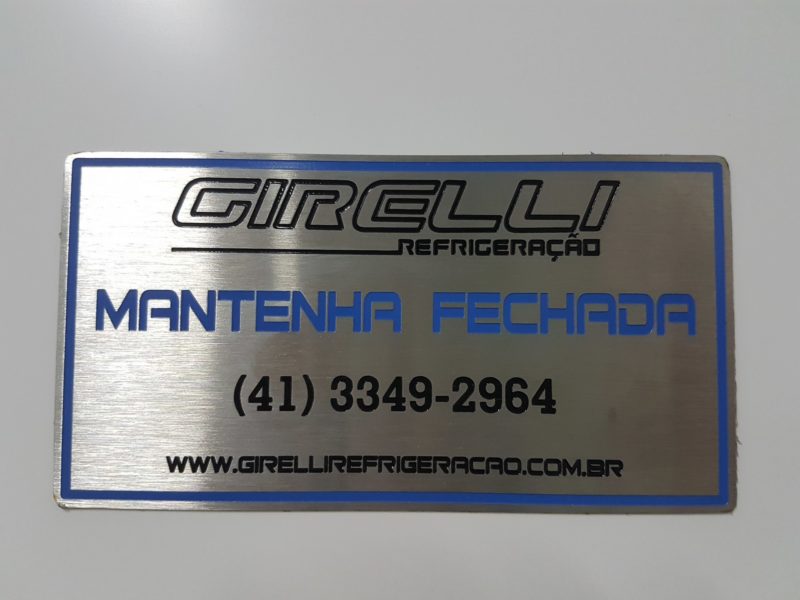 GIRELLI
REFRIGERAÇÃO
MANTENHA FECHADA
(41) 3349-2964
WWW.GIRELLIREFRIGERACAO.COM.BR